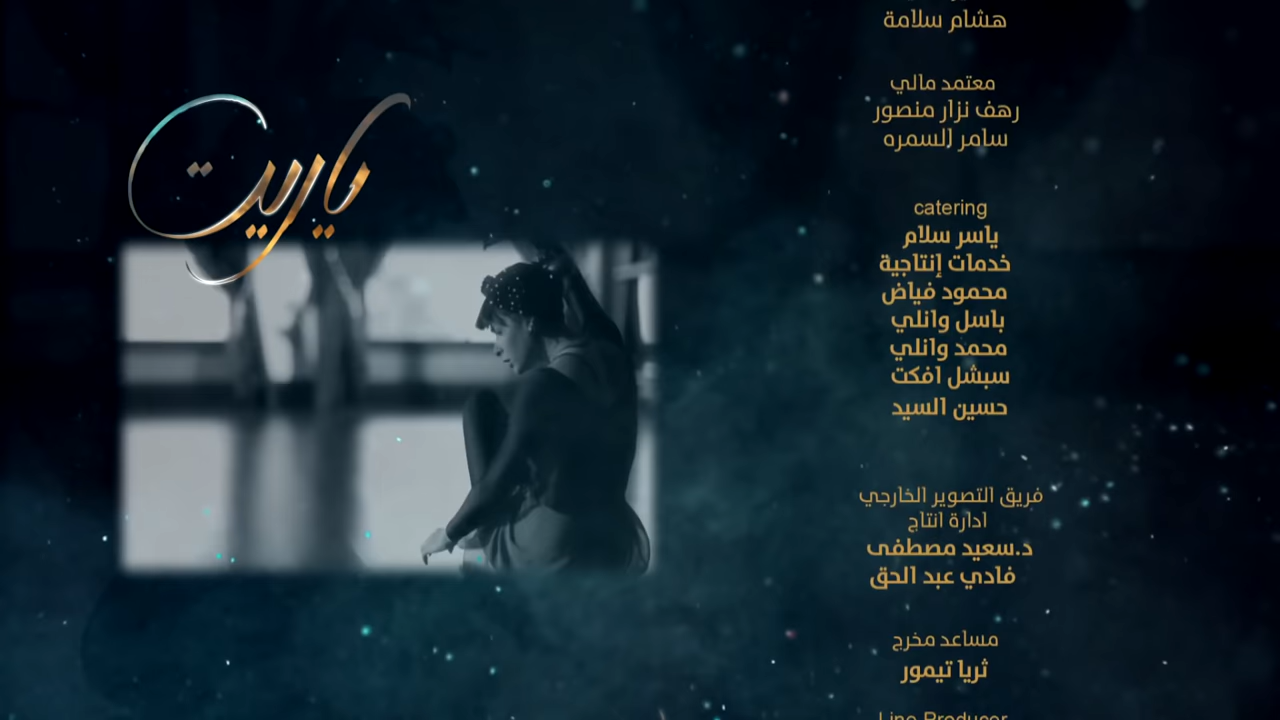 ياريت
هشام سلامة
معتمد مالي
رهف نزار منصور
سامر السمره
catering
ياسر سلام
خدمات إنتاجية
محمود فياض
باسل وانلي
محمد وانلي
سبشل افكت
حسين السيد
فريق التصوير الخارجي
ادارة انتاج
د.سعيد مصطفى
فادي عبد الحق
مساعد مخرج
ثريا تيمور
Line Producer